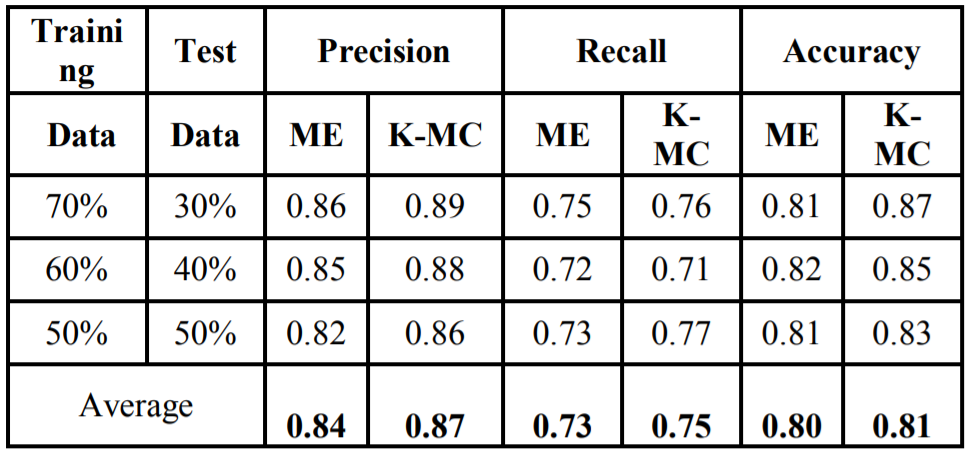 Traini
ng Test Precision Recall Accuracy
Data Data ME K-MC ME K-
MC ME K-
MC
70% 30% 0.86 0.89 0.75 0.76 0.81 0.87
60% 40% 0.85 0.88 0.72 0.71 0.82 0.85
50% 50% 0.82 0.86 0.73 0.77 0.81 0.83
Average 0.84 0.87 0.73 0.75 0.80 0.81